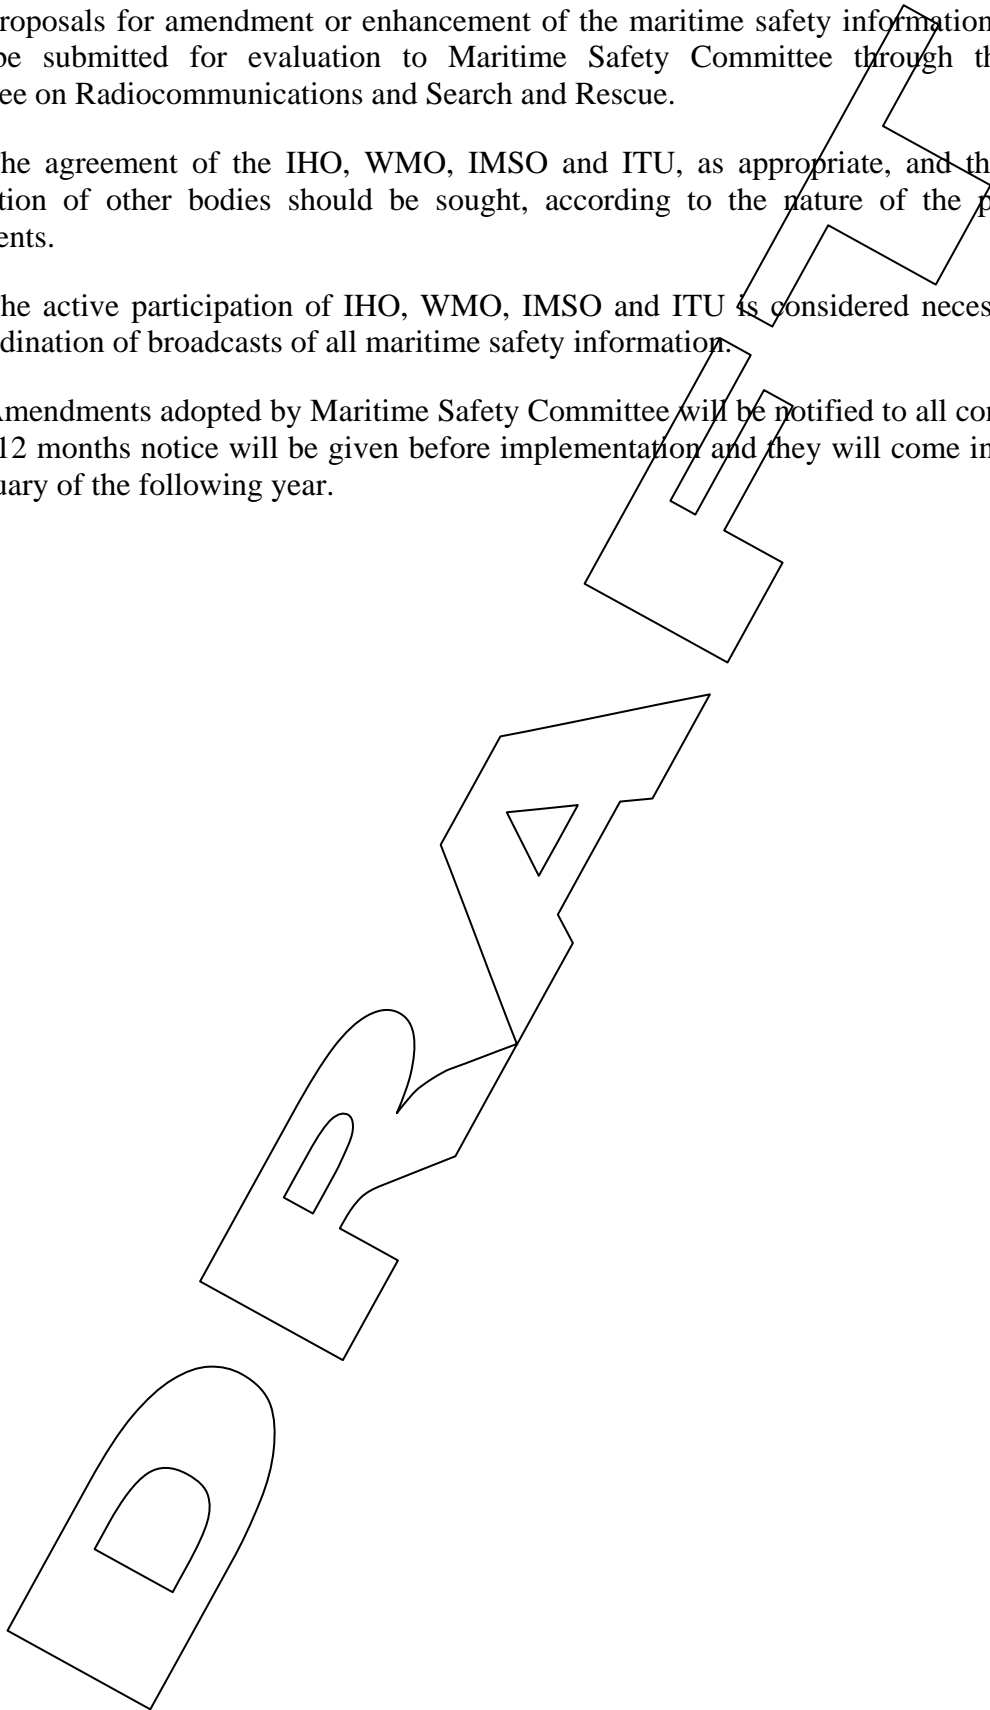 roposals for amendment or enhancement of the maritime safety information
be submitted for evaluation to Maritime Safety Committee through th
ee on Radiocommunications and Search and Rescue.
he agreement of the IHO, WMO, IMSO and ITU, as appropriate, and th
tion of other bodies should be sought, according to the nature of the p
ents.
he active participation of IHO, WMO, IMSO and ITU is considered neces
dination of broadcasts of all maritime safety information.
Amendments adopted by Maritime Safety Committee will be notified to all con
12 months notice will be given before implementation and they will come in
uary of the following year.
DRAFT